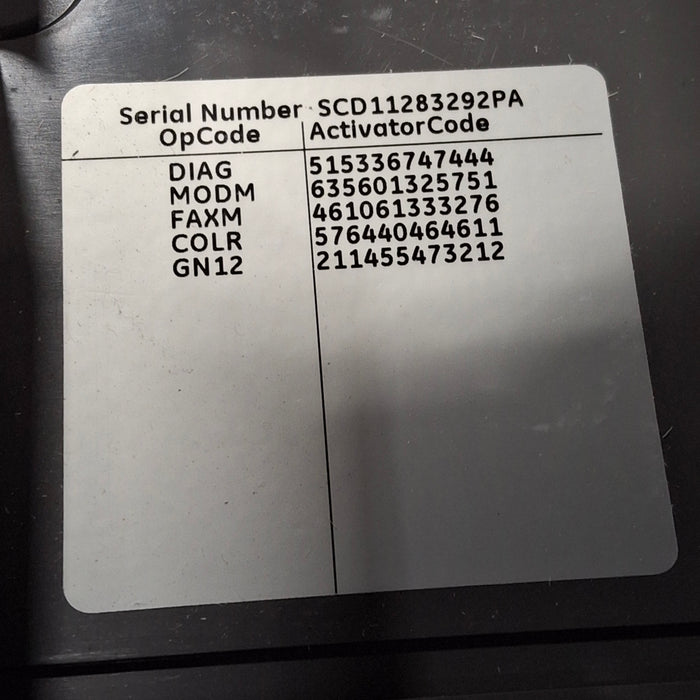 Serial Number SCD11283292PA
OpCode ActivatorCode
DIAG 515336747444
MODM 635601325751
FAXM 461061333276
COLR 576440464611
GN12 211455473212